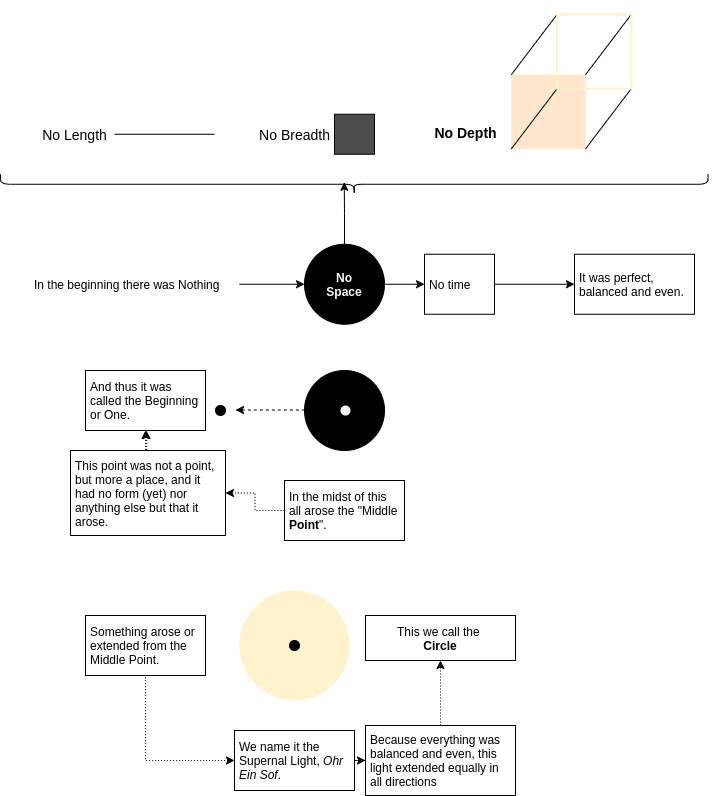 No Length
No Breadth
No Depth
In the beginning there was Nothing
No
Space
No time
It was perfect,
balanced and even.
And thus it was
called the Beginning
or One.
This point was not a point,
but more a place, and it
had no form (yet) nor
anything else but that it
arose.
In the midst of this
all arose the "Middle
Point".
Something arose or
extended from the
Middle Point.
This we call the
Circle
We name it the
Supernal Light, Ohr
Ein Sof.
Because everything was
balanced and even, this
light extended equally in
all directions